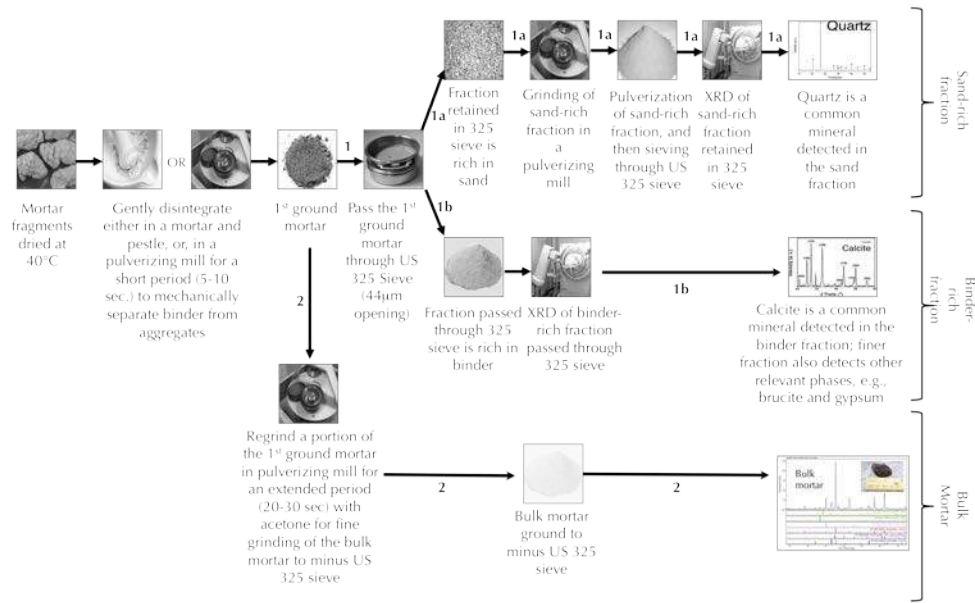 1a
1a
1a
1a
Quartz
Sand-rich
fraction
Fraction
retained
in 325
sieve is
rich in
sand
Grinding of
sand-rich
fraction in
a
pulverizing
mill
Pulverization
of sand-rich
fraction, and
then sieving
through US
325 sieve
XRD of
sand-rich
fraction
retained
in 325
sieve
Quartz is a
common
mineral
detected in
the sand
fraction
1a
OR
1
Mortar
fragments
dried at
40°C
Gently disintegrate
either in a mortar and
pestle, or, in a
pulverizing mill for a
short period (5-10
sec.) to mechanically
separate binder from
aggregates
1st ground
mortar
Pass the 1st
ground
mortar
through US
325 Sieve
(44μm
opening)
1b
Fraction passed
through 325
sieve is rich in
binder
XRD of binder-
rich fraction
passed through
325 sieve
1b
Calcite
Calcite is a common
mineral detected in the
binder fraction; finer
fraction also detects other
relevant phases, e.g.,
brucite and gypsum
Binder-
rich
fraction
2
Regrind a portion of
the 1st ground mortar
in pulverizing mill for
an extended period
(20-30 sec) with
acetone for fine
grinding of the bulk
mortar to minus US
325 sieve
2
Bulk mortar
ground to
minus US 325
sieve
2
Bulk
mortar
Bulk
Mortar